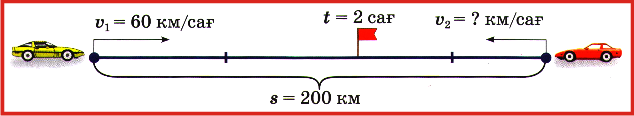 v₁ = 60 км/сағ
t = 2 сағ
v₂ = ? км/сағ
s = 200 км